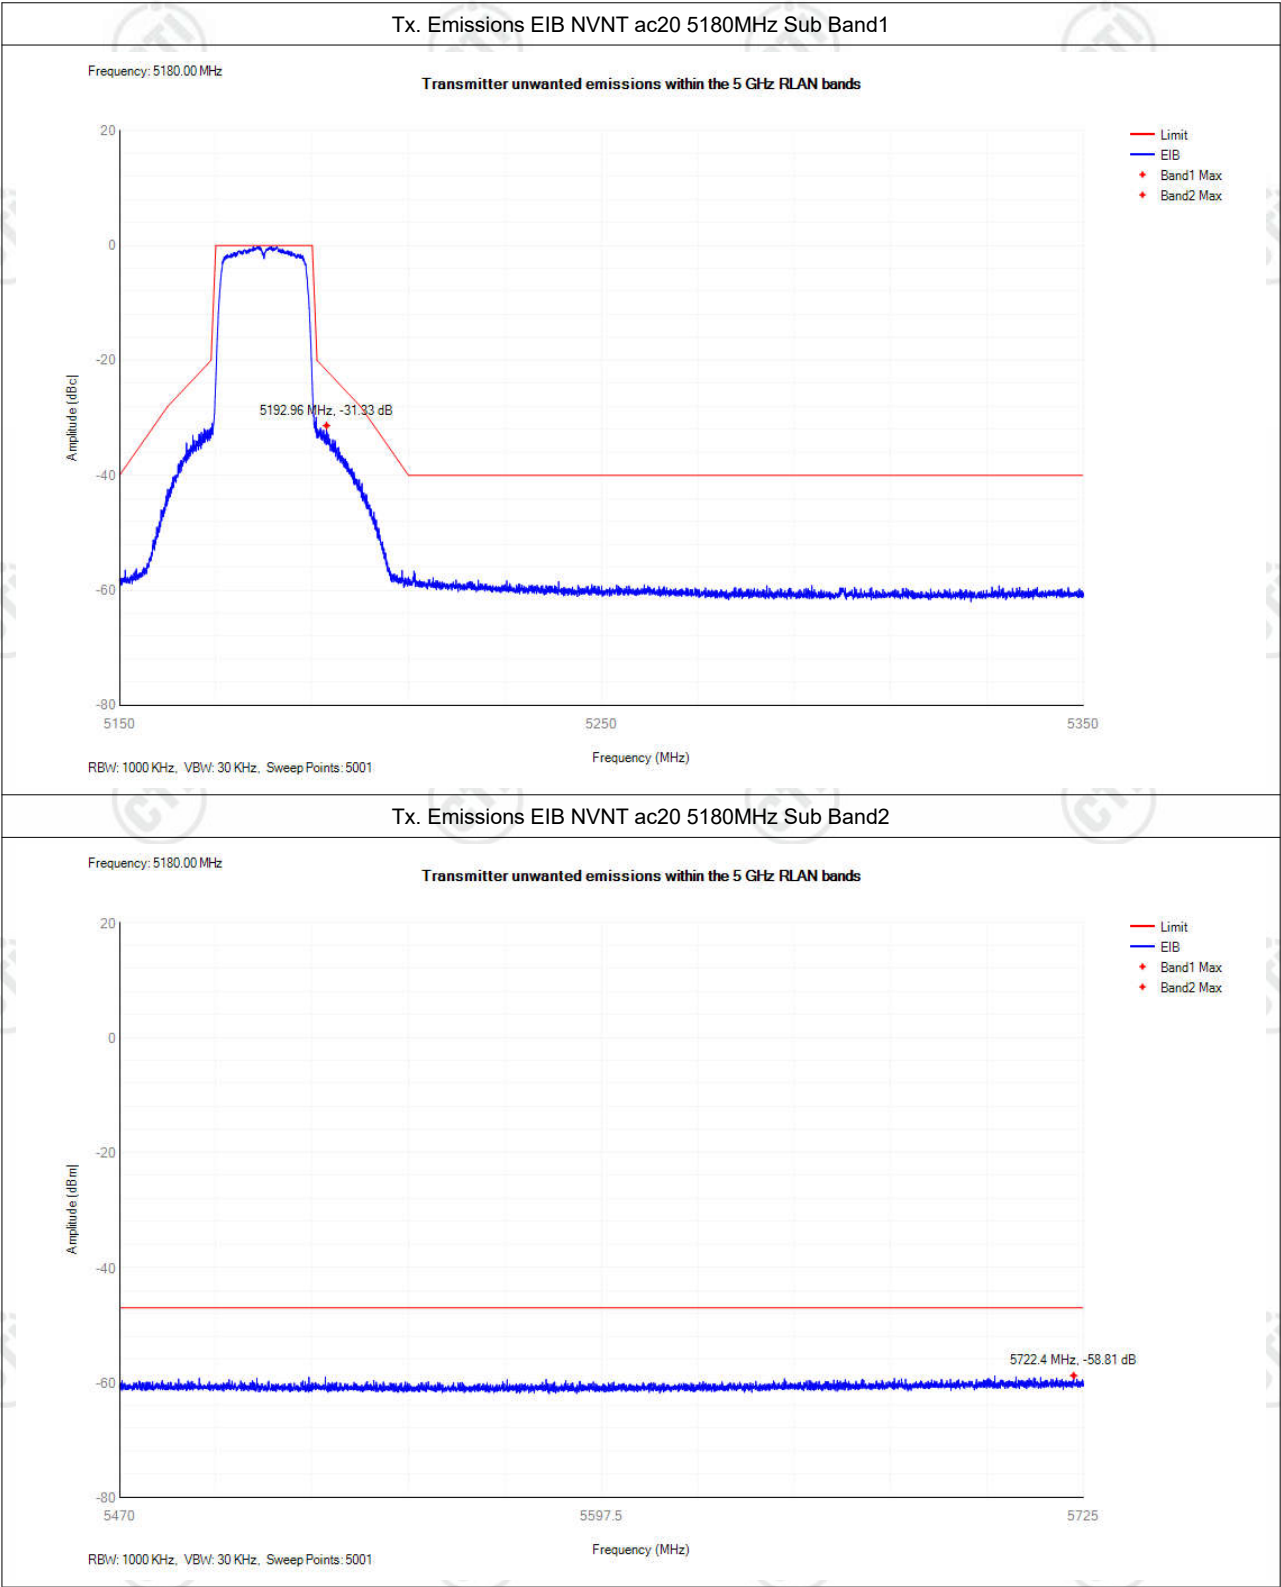 Tx. Emissions EIB NVNT ac20 5180MHz Sub Band1
Frequency: 5180.00 MHz
Transmitter unwanted emissions within the 5 GHz RLAN bands
Limit
EIB
Band1 Max
Band2 Max
20
0
-20
-40
-60
-80
Amplitude [dBc]
5192.96 MHz, -31.33 dB
5150
5250
5350
Frequency (MHz)
RBW: 1000 KHz, VBW: 30 KHz, Sweep Points: 5001
Tx. Emissions EIB NVNT ac20 5180MHz Sub Band2
Frequency: 5180.00 MHz
Transmitter unwanted emissions within the 5 GHz RLAN bands
Limit
EIB
Band1 Max
Band2 Max
20
0
-20
-40
-60
-80
Amplitude [dBm]
5722.4 MHz, -58.81 dB
5470
5597.5
5725
Frequency (MHz)
RBW: 1000 KHz, VBW: 30 KHz, Sweep Points: 5001